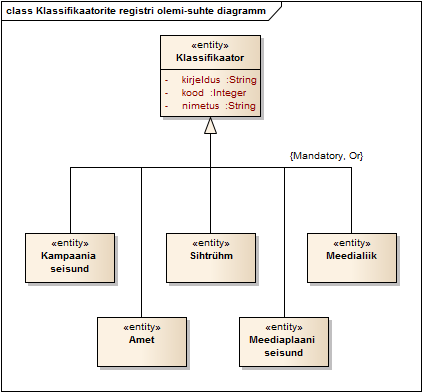 class Klassifikaatorite registri olemi-suhte diagramm
«entity»
Klassifikaator
- kirjeldus :String
- kood :Integer
- nimetus :String
{Mandatory, Or}
«entity»
Kampaania
seisund
«entity»
Sihtrühm
«entity»
Meedialiik
«entity»
Amet
«entity»
Meediaplaani
seisund